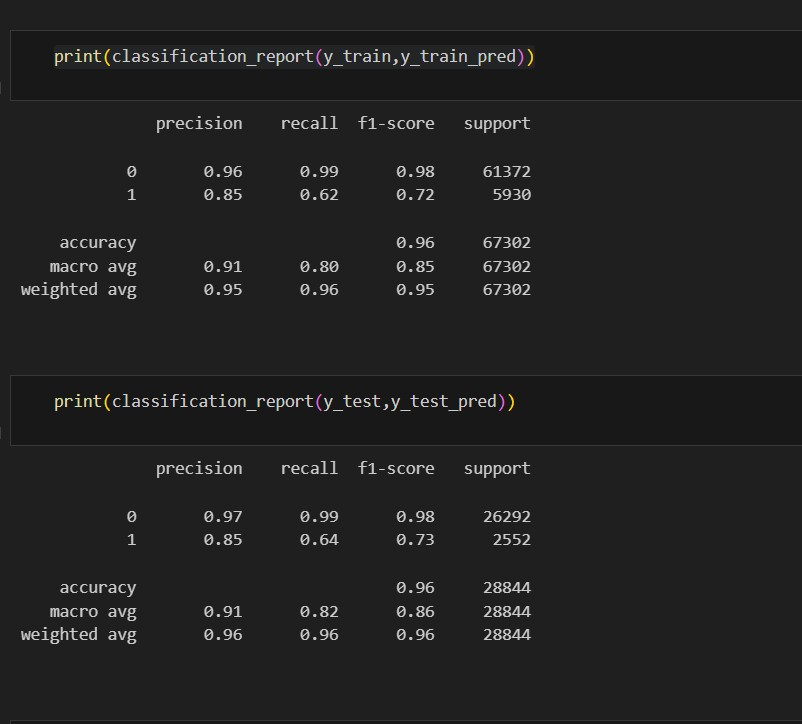 print(classification_report(y_train,y_train_pred))
precision recall f1-score support
0 0.96 0.99 0.98 61372
1 0.85 0.62 0.72 5930
accuracy 0.96 67302
macro avg 0.91 0.80 0.85 67302
weighted avg 0.95 0.96 0.95 67302
print(classification_report(y_test,y_test_pred))
precision recall f1-score support
0 0.97 0.99 0.98 26292
1 0.85 0.64 0.73 2552
accuracy 0.96 28844
macro avg 0.91 0.82 0.86 28844
weighted avg 0.96 0.96 0.96 28844